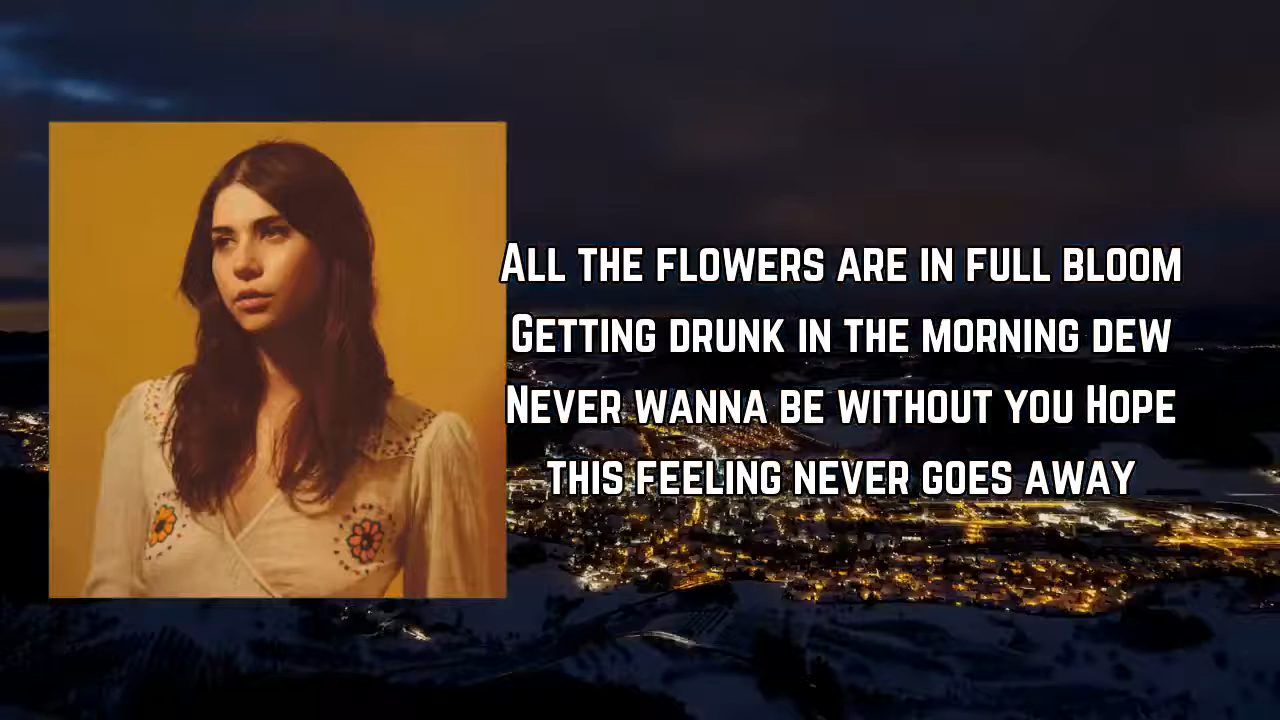 All the flowers are in full bloom
Getting drunk in the morning dew
Never wanna be without you Hope
this feeling never goes away